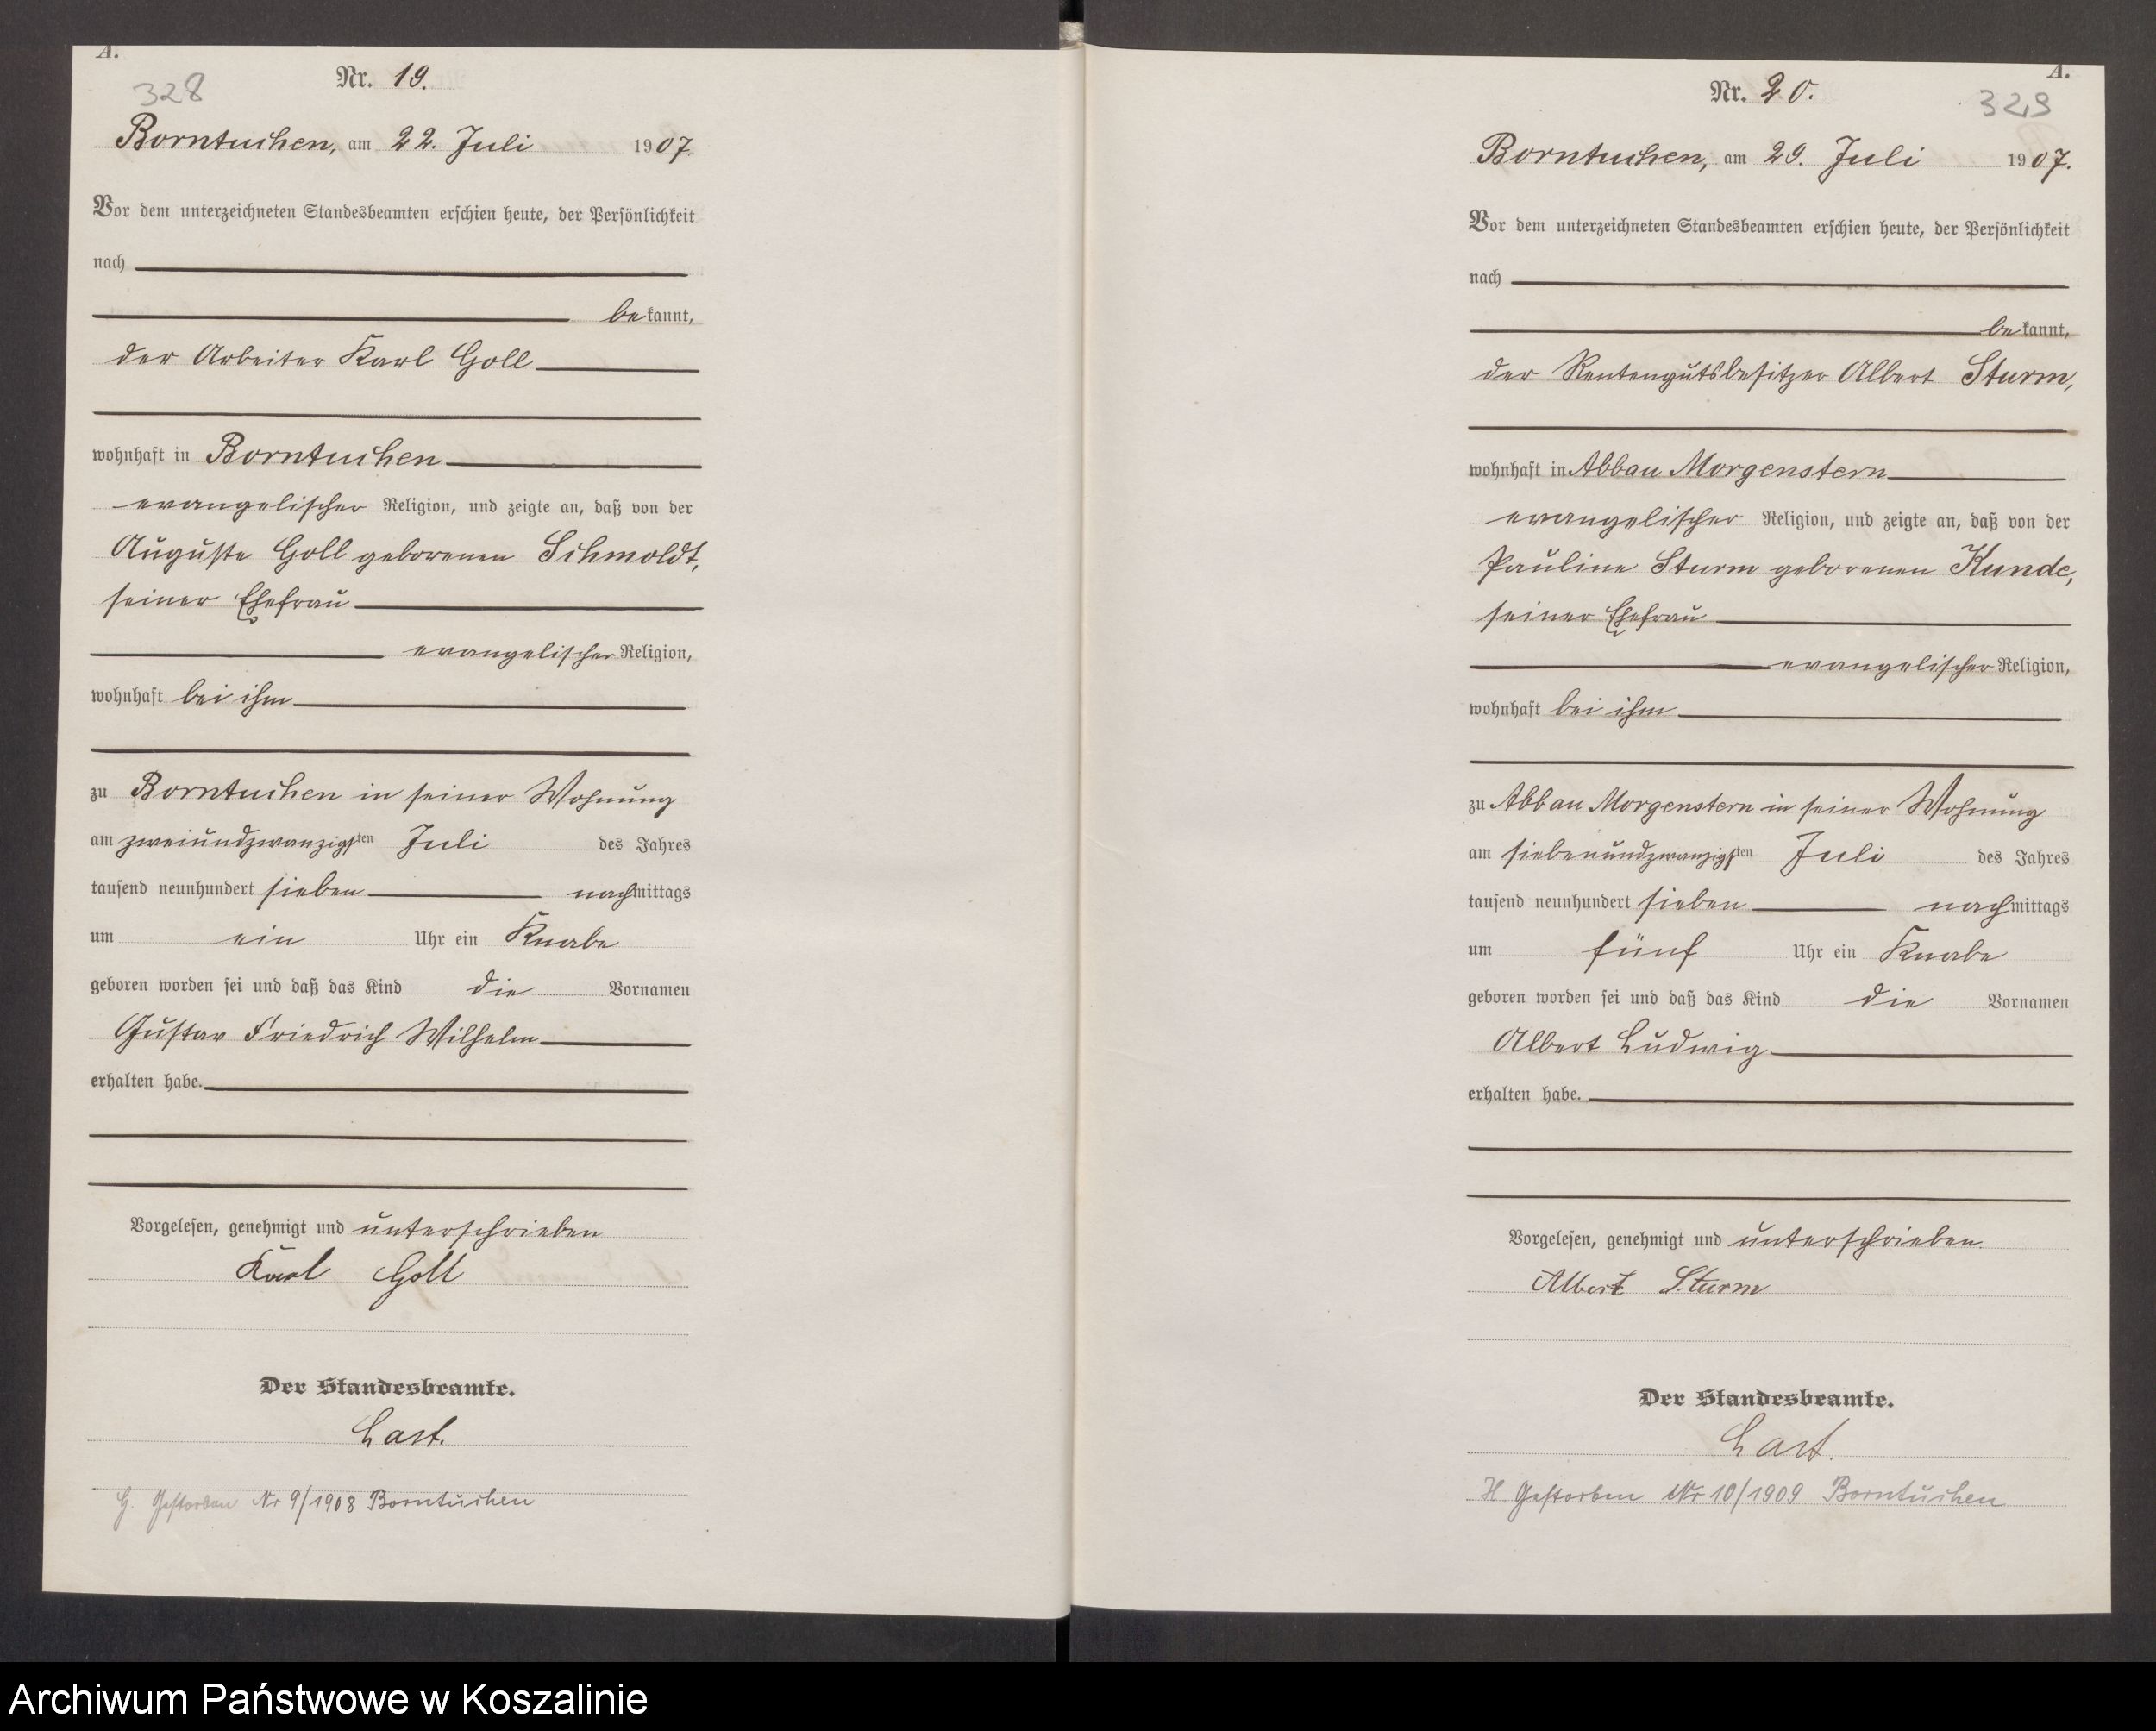 A.
328
Nr. 19.
Borntuchen, am 22. Juli 1907.
Vor dem unterzeichneten Standesbeamten erschien heute, der Persönlichkeit
nach
bekannt,
der Arbeiter Karl Goll
wohnhaft in Borntuchen
evangelischer Religion, und zeigte an, daß von der
Auguste Goll geborenen Schmoldt,
seiner Ehefrau
evangelischer Religion,
wohnhaft bei ihm
zu Borntuchen in seiner Wohnung
am zweiundzwanzigsten Juli des Jahres
tausend neunhundert sieben nachmittags
um ein Uhr ein Knabe
geboren worden sei und daß das Kind die Vornamen
Gustav Friedrich Wilhelm
erhalten habe.
Vorgelesen, genehmigt und unterschrieben
Karl Goll
Der Standesbeamte.
Last.
G. Gestorben Nr 9/1908 Borntuchen
A.
329
Nr. 20.
Borntuchen, am 29. Juli 1907.
Vor dem unterzeichneten Standesbeamten erschien heute, der Persönlichkeit
nach
bekannt,
der Rentengutsbesitzer Albert Sturm,
wohnhaft in Abbau Morgenstern
evangelischer Religion, und zeigte an, daß von der
Pauline Sturm geborenen Kunde,
seiner Ehefrau
evangelischer Religion,
wohnhaft bei ihm
zu Abbau Morgenstern in seiner Wohnung
am siebenundzwanzigsten Juli des Jahres
tausend neunhundert sieben nachmittags
um fünf Uhr ein Knabe
geboren worden sei und daß das Kind die Vornamen
Albert Ludwig
erhalten habe.
Vorgelesen, genehmigt und unterschrieben.
Albert Sturm
Der Standesbeamte.
Last.
H. Gestorben Nr 10/1909 Borntuchen
Archiwum Państwowe w Koszalinie